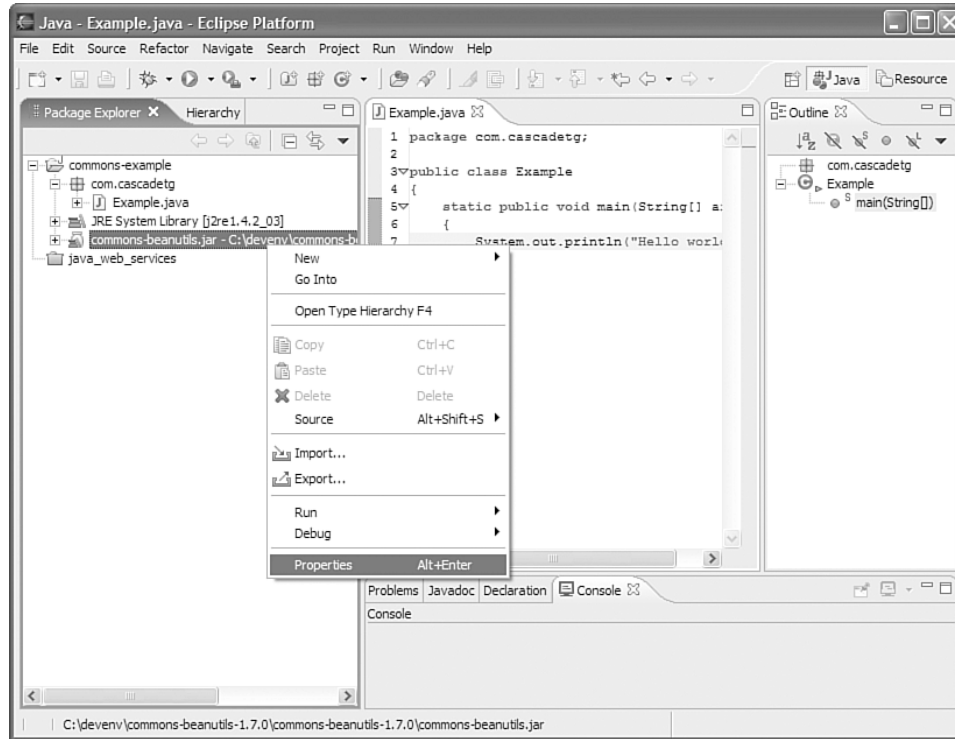 Java - Example.java - Eclipse Platform
File Edit Source Refactor Navigate Search Project Run Window Help
Java Resource
Package Explorer Hierarchy
commons-example
com.cascadetg
Example.java
JRE System Library [j2re1.4.2_03]
commons-beanutils.jar - C:\devenv\commons-b
java_web_services
Example.java
1 package com.cascadetg;
2
3 public class Example
4 {
5 static public void main(String[] a
6 {
7 System.out.println("Hello worl
Outline
com.cascadetg
Example
main(String[])
New
Go Into
Open Type Hierarchy F4
Copy Ctrl+C
Paste Ctrl+V
Delete Delete
Source Alt+Shift+S
Import...
Export...
Run
Debug
Properties Alt+Enter
Problems Javadoc Declaration Console
Console
C:\devenv\commons-beanutils-1.7.0\commons-beanutils-1.7.0\commons-beanutils.jar